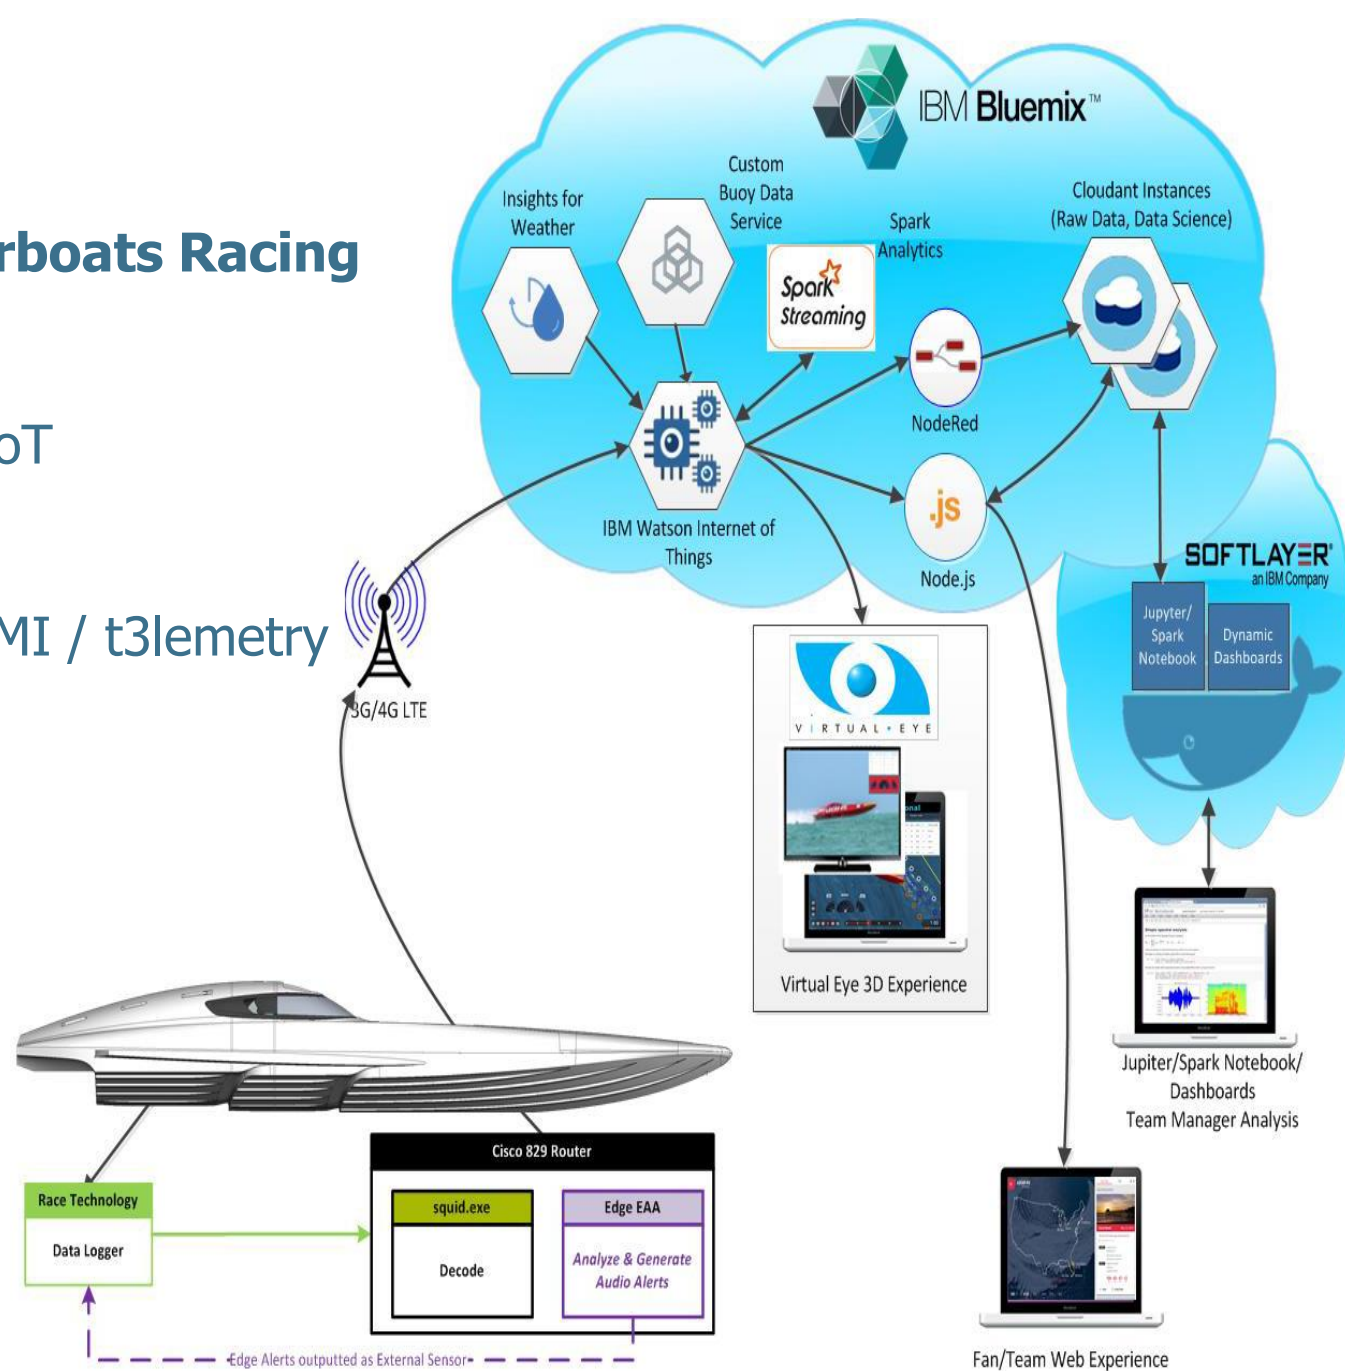 IBM Bluemix™
Custom
Buoy Data
Service
Insights for
Weather
Spark
Analytics
Cloudant Instances
(Raw Data, Data Science)
Spark
Streaming
rboats Racing
NodeRed
oT
.js
IBM Watson Internet of
Things
Node.js
SOFTLAYER®
an IBM Company
Jupyter/
Spark
Notebook
Dynamic
Dashboards
MI / t3lemetry
3G/4G LTE
VIRTUAL•EYE
Virtual Eye 3D Experience
Jupiter/Spark Notebook/
Dashboards
Team Manager Analysis
Cisco 829 Router
Race Technology
Data Logger
squid.exe
Decode
Edge EAA
Analyze & Generate
Audio Alerts
Edge Alerts outputted as External Sensor
Fan/Team Web Experience